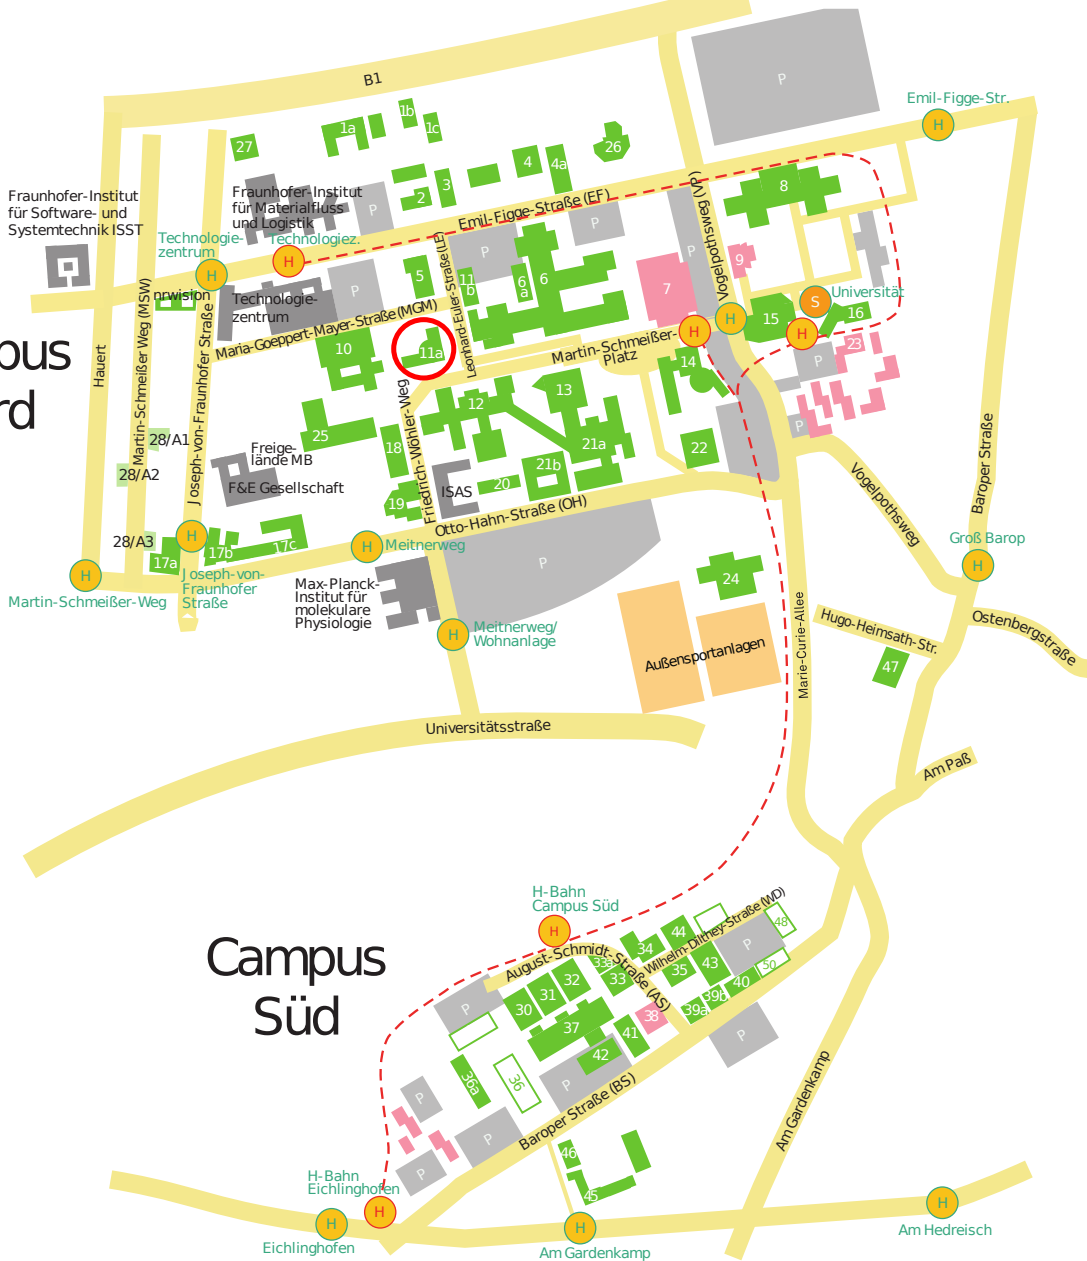 B1
P
Emil-Figge-Str.
H
1b
1a
1c
27
26
4
4a
3
2
8
Fraunhofer-Institut
für Software- und
Systemtechnik ISST
Fraunhofer-Institut
für Materialfluss
und Logistik
P
Emil-Figge-Straße (EF)
P
Vogelpothsweg (VP)
Technologie-
zentrum
H
Technologiez.
H
P
P
9
5
11
b
6
a
6
7
P
S
Universität
nrwision
Technologie-
zentrum
Maria-Goeppert-Mayer-Straße (MGM)
Leonhard-Euler-Straße (LE)
H
H
15
H
16
10
11a
Martin-Schmeißer-
Platz
14
P
23
pus
rd
Hauert
Martin-Schmeißer Weg (MSW)
Joseph-von-Fraunhofer Straße
Friedrich-Wöhler-Weg
12
13
P
25
18
21a
22
28/A1
28/A2
28/A3
Freige-
lände MB
F&E Gesellschaft
ISAS
20
21b
19
Otto-Hahn-Straße (OH)
Vogelpothsweg
Baroper Straße
H
17a
17b
17c
H
Meitnerweg
P
Groß Barop
H
H
Martin-Schmeißer-Weg
Joseph-von-
Fraunhofer
Straße
Max-Planck-
Institut für
molekulare
Physiologie
24
H
Meitnerweg/
Wohnanlage
Außensportanlagen
Marie-Curie-Allee
Hugo-Heimsath-Str.
Ostenbergstraße
47
Universitätsstraße
Am Paß
Campus
Süd
H-Bahn
Campus Süd
H
August-Schmidt-Straße (AS)
Wilhelm-Dilthey-Straße (WD)
48
44
34
P
33a
33
35
43
50
32
31
30
40
39b
39a
38
P
37
41
42
P
P
36a
36
P
Baroper Straße (BS)
P
P
46
45
Am Gardenkamp
H-Bahn
Eichlinghofen
H
H
Eichlinghofen
H
Am Gardenkamp
H
Am Hedreisch